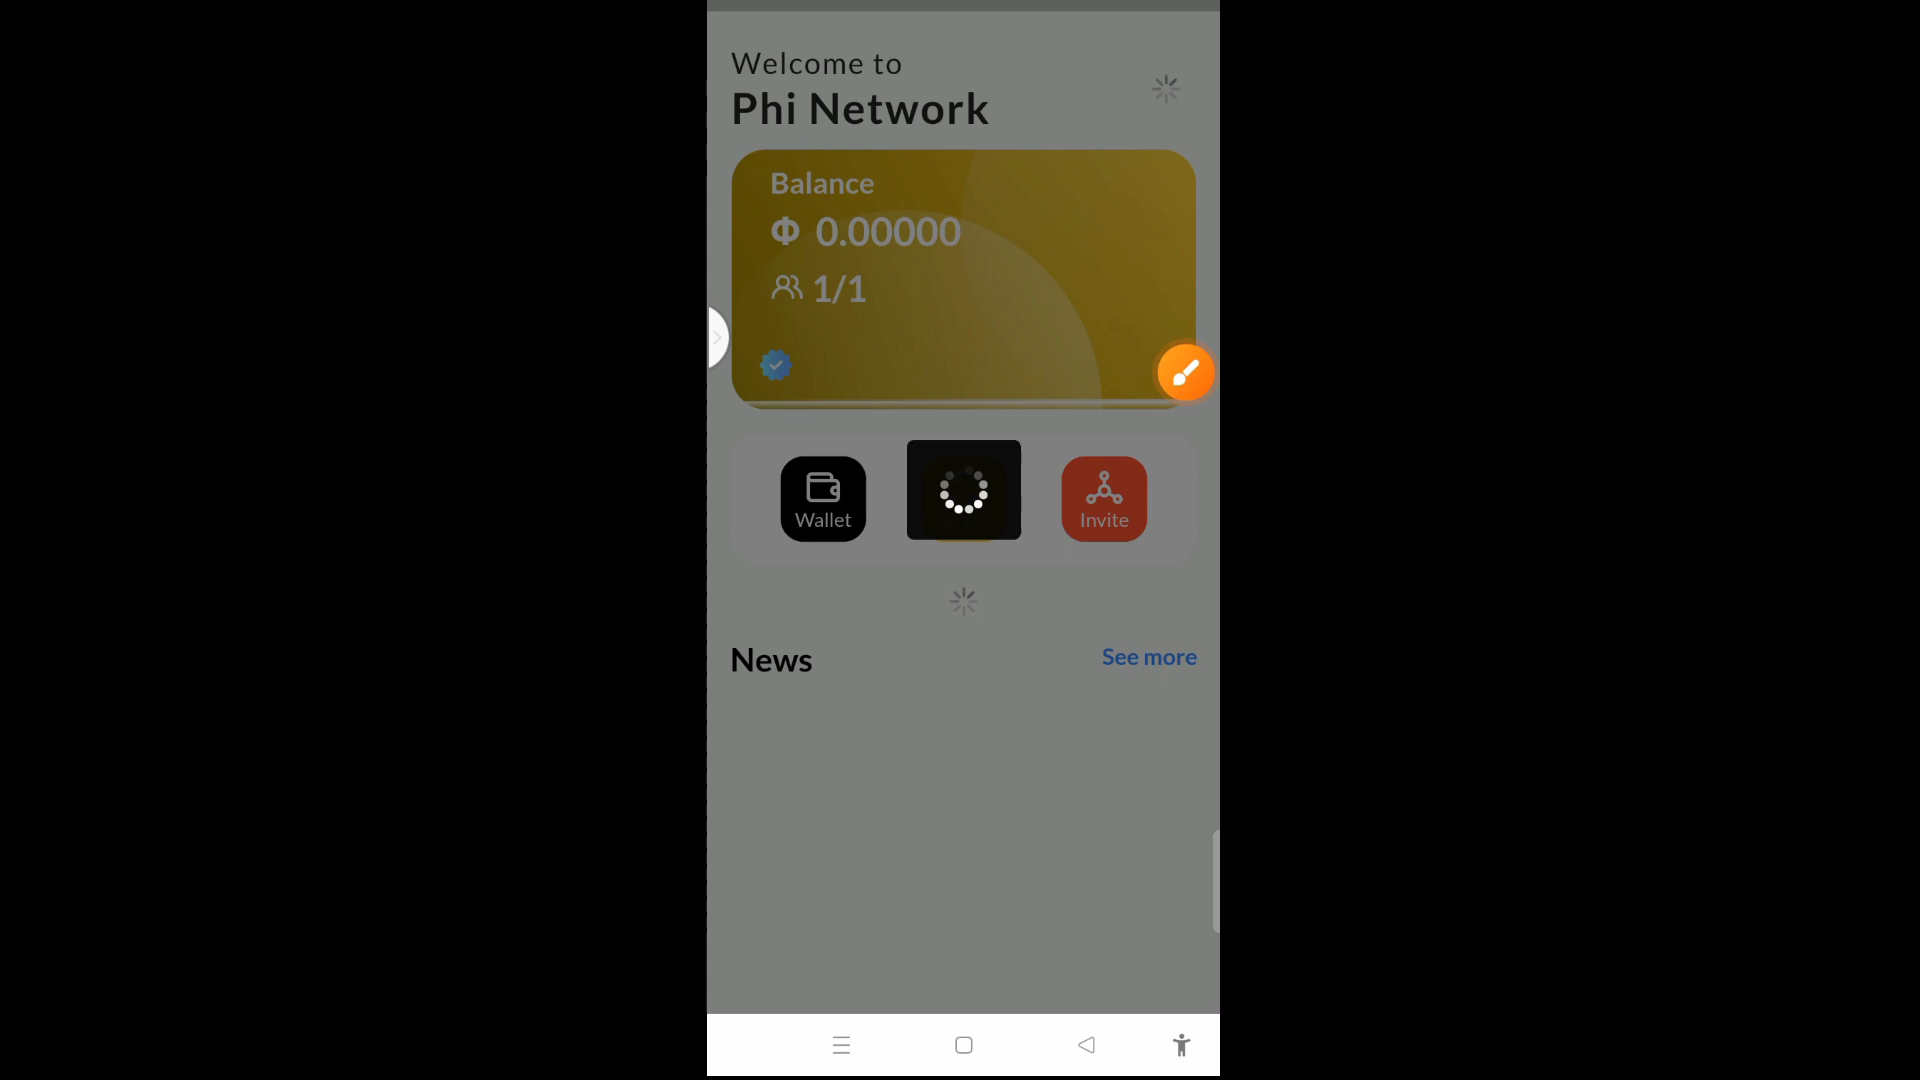 Welcome to
Phi Network
Balance
Φ 0.00000
1/1
Wallet
Invite
News
See more